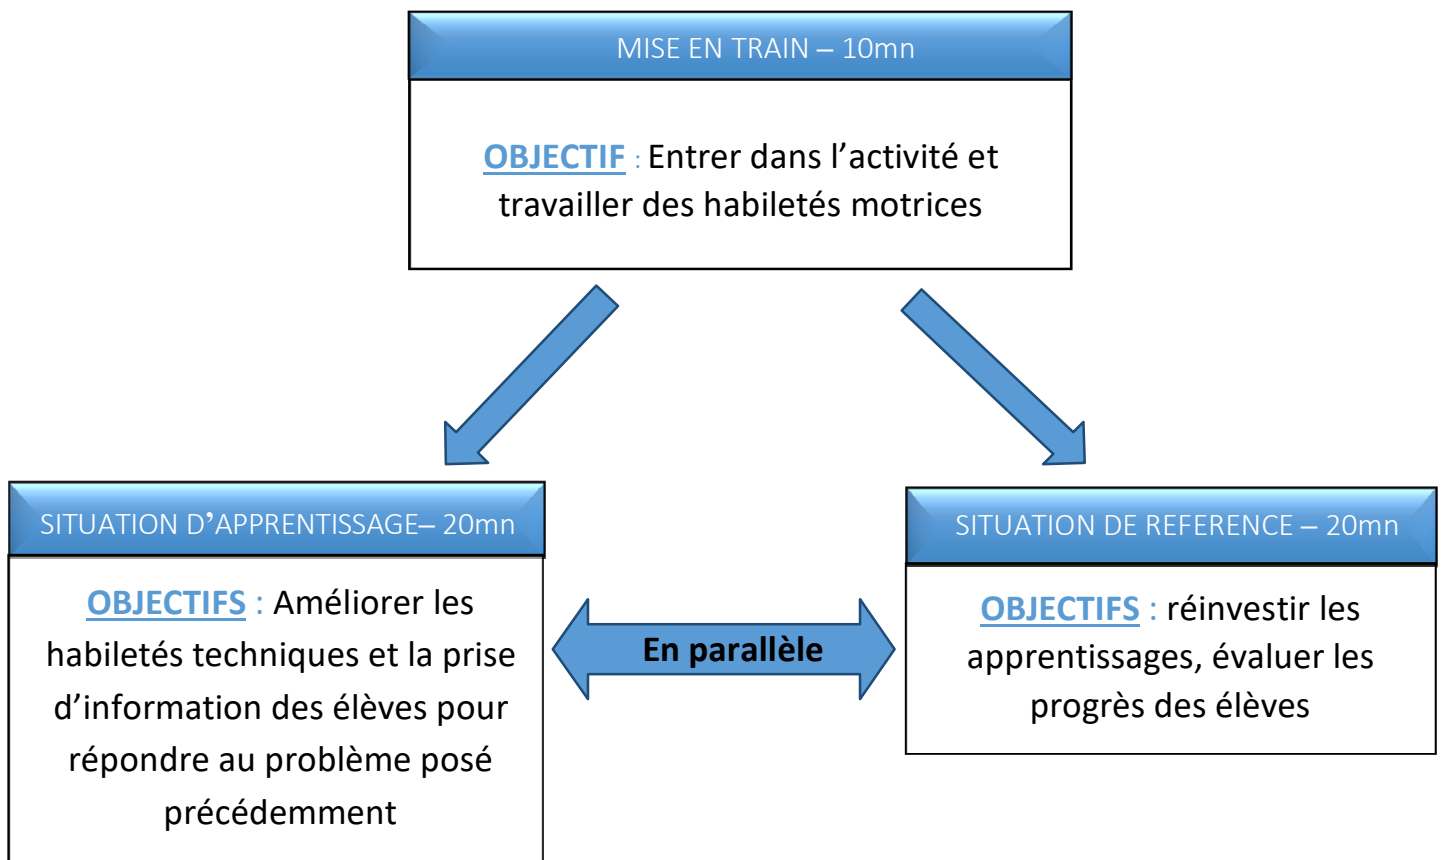 MISE EN TRAIN – 10mn
OBJECTIF : Entrer dans l’activité et
travailler des habiletés motrices
SITUATION D’APPRENTISSAGE– 20mn
OBJECTIFS : Améliorer les
habiletés techniques et la prise
d’information des élèves pour
répondre au problème posé
précédemment
En parallèle
SITUATION DE REFERENCE – 20mn
OBJECTIFS : réinvestir les
apprentissages, évaluer les
progrès des élèves